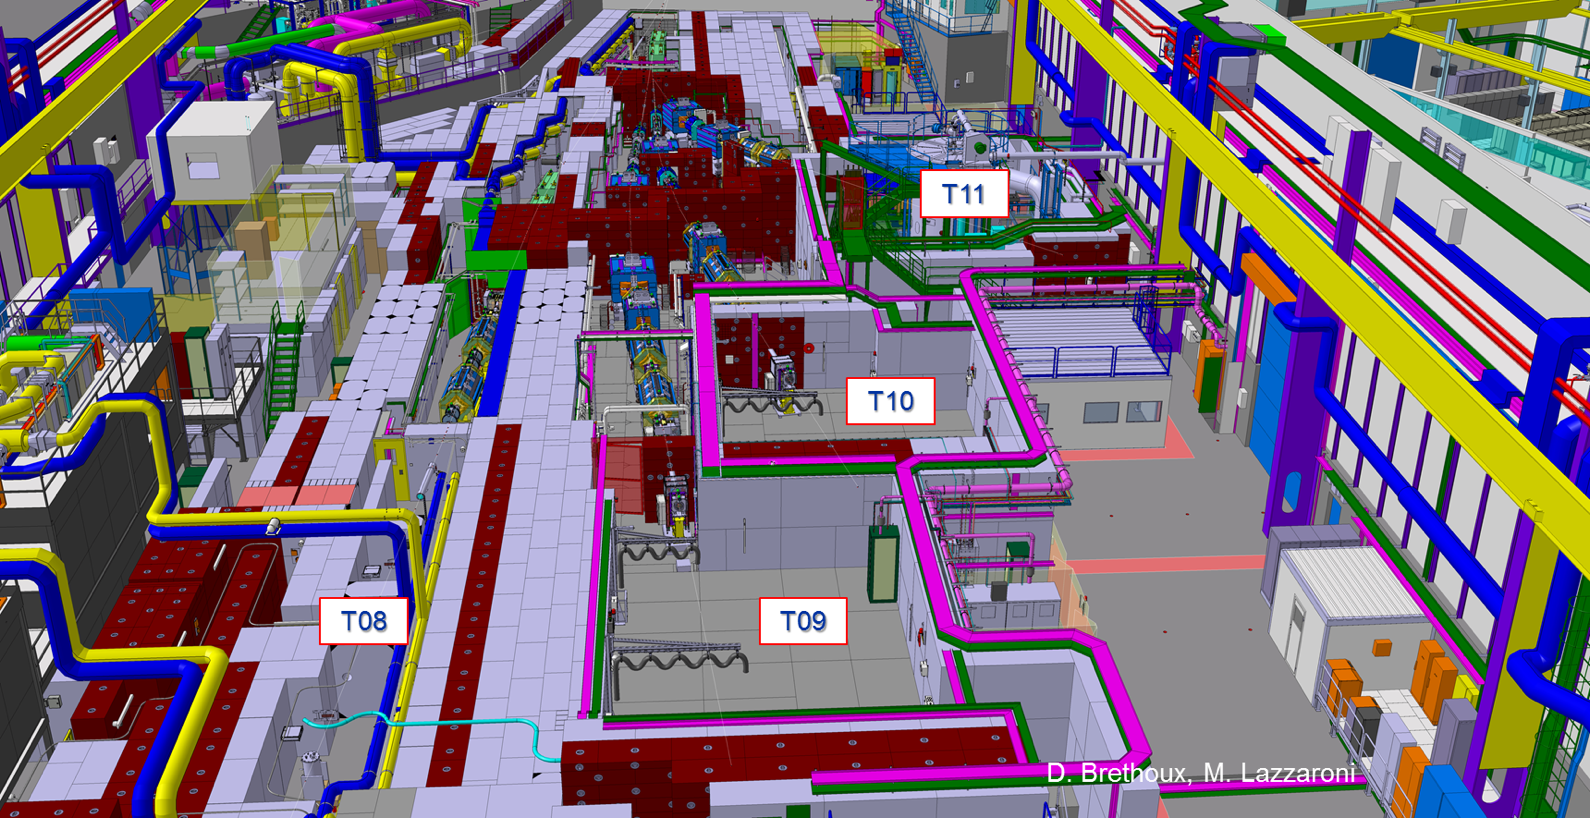 T11
T10
T08
T09
D. Brethoux, M. Lazzaroni